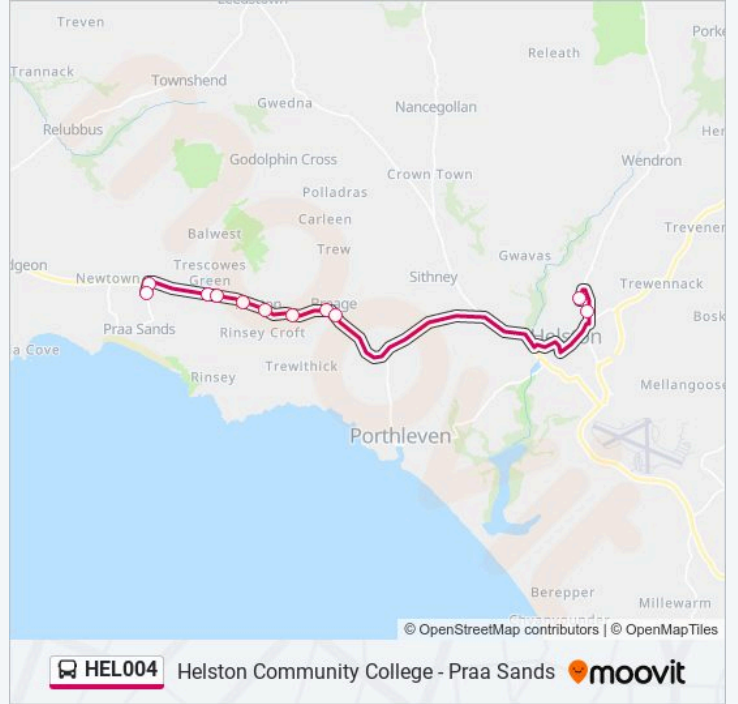 Treven
Releath
Trannack
Townshend
Gwedna
Nancegollan
Relubbus
Godolphin Cross
Wendron
Crown Town
Polladras
Carleen
Balwest
Trew
Gwavas
Trescowes
Green
Sithney
Newtown
Trewennack
Breage
Praa Sands
Rinsey Croft
Helston
Trewithick
Rinsey
Mellangoose
Porthleven
Berepper
Millewarm
© OpenStreetMap contributors | © OpenMapTiles
HEL004 Helston Community College - Praa Sands moovit